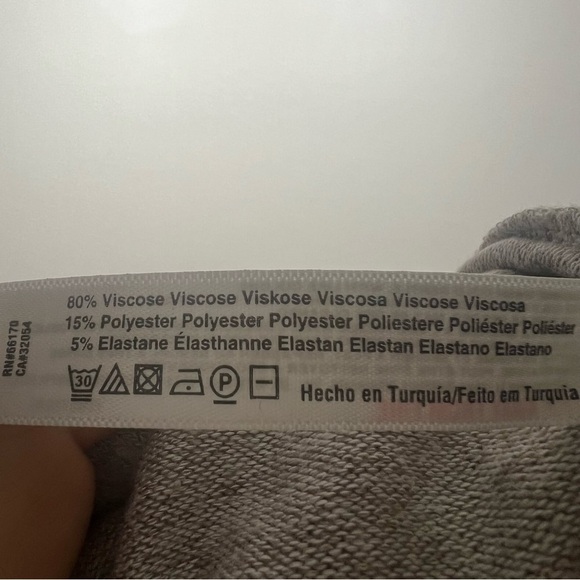 RN#66170
CA#32054
80% Viscose Viscose Viskose Viscosa Viscose Viscosa
15% Polyester Polyester Polyester Poliestere Poliéster Poliéster
5% Elastane Élasthanne Elastan Elastan Elastano Elastano
30 P Hecho en Turquía/Feito em Turquia